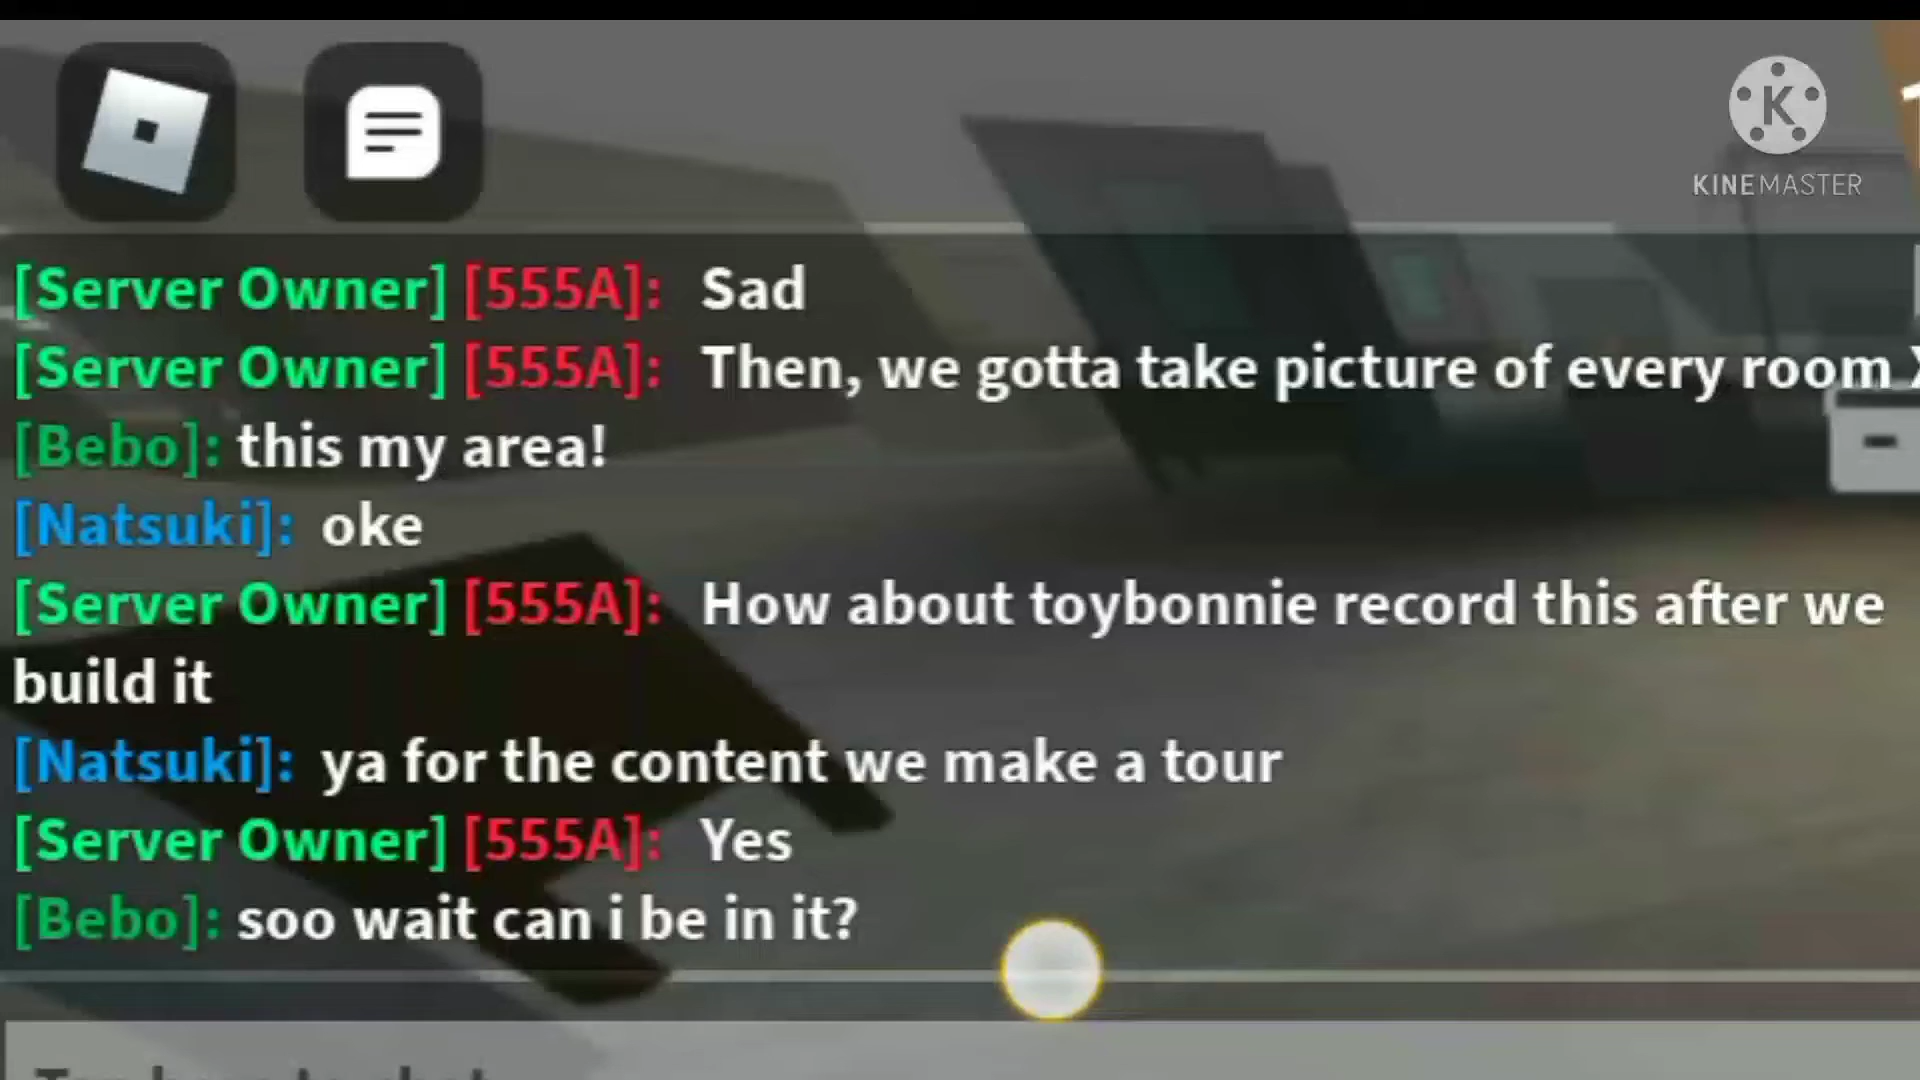 KINEMASTER
[Server Owner] [555A]: Sad
[Server Owner] [555A]: Then, we gotta take picture of every room
[Bebo]: this my area!
[Natsuki]: oke
[Server Owner] [555A]: How about toybonnie record this after we
build it
[Natsuki]: ya for the content we make a tour
[Server Owner] [555A]: Yes
[Bebo]: soo wait can i be in it?